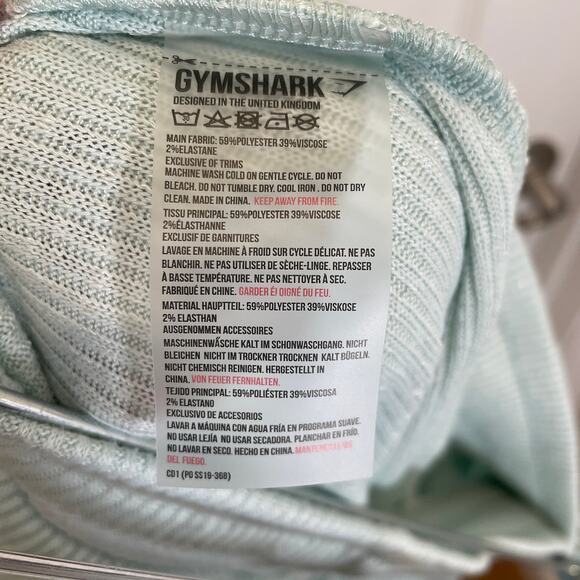 GYMSHARK
DESIGNED IN THE UNITED KINGDOM
30
MAIN FABRIC: 59%POLYESTER 39%VISCOSE
2%ELASTANE
EXCLUSIVE OF TRIMS
MACHINE WASH COLD ON GENTLE CYCLE. DO NOT
BLEACH. DO NOT TUMBLE DRY. COOL IRON . DO NOT DRY
CLEAN. MADE IN CHINA. KEEP AWAY FROM FIRE.
TISSU PRINCIPAL: 59%POLYESTER 39%VISCOSE
2%ÉLASTHANNE
EXCLUSIF DE GARNITURES
LAVAGE EN MACHINE À FROID SUR CYCLE DÉLICAT. NE PAS
BLANCHIR. NE PAS UTILISER DE SÈCHE-LINGE. REPASSER
À BASSE TEMPÉRATURE. NE PAS NETTOYER À SEC.
FABRIQUÉ EN CHINE. GARDER É/ OIGNÉ DU FEU.
MATERIAL HAUPTTEIL: 59%POLYESTER 39%VISKOSE
2% ELASTHAN
AUSGENOMMEN ACCESSOIRES
MASCHINENWÄSCHE KALT IM SCHONWASCHGANG. NICHT
BLEICHEN NICHT IM TROCKNER TROCKNEN KALT BÜGELN.
NICHT CHEMISCH REINIGEN. HERGESTELLT IN
CHINA. VON FEUER FERNHALTEN.
TEJIDO PRINCIPAL: 59%POLIÉSTER 39%VISCOSA
2% ELASTANO
EXCLUSIVO DE ACCESORIOS
LAVAR A MÁQUINA CON AGUA FRÍA EN PROGRAMA SUAVE.
NO USAR LEJÍA NO USAR SECADORA. PLANCHAR EN FRÍO.
NO LAVAR EN SECO. HECHO EN CHINA.
DEL FUEGO.
CD1 (PO SS19-368)